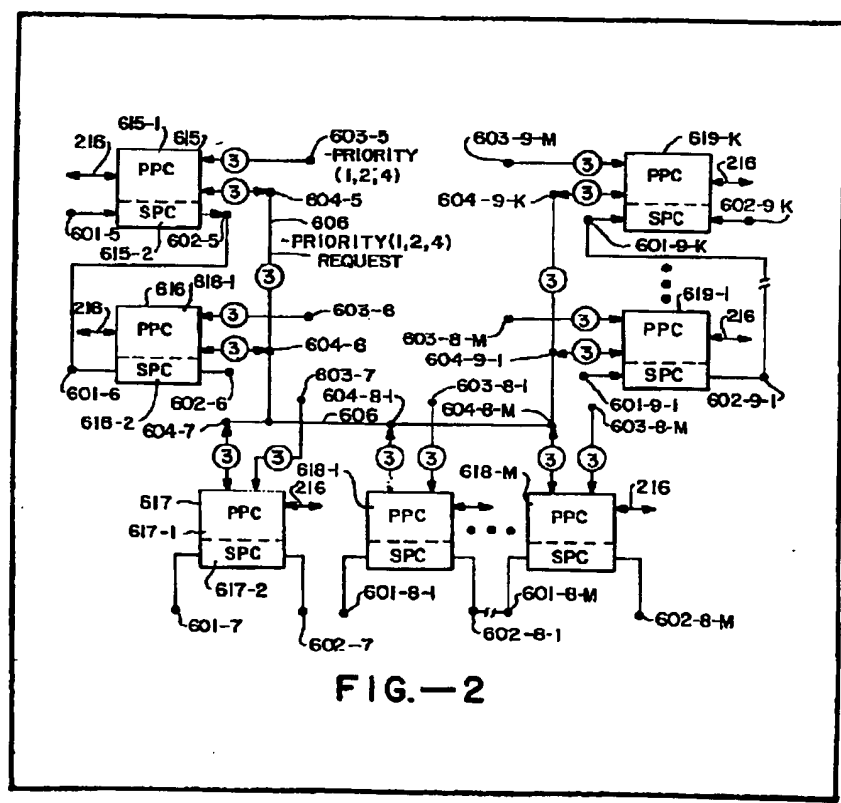 615-1
615
216
PPC
3
603-5
-PRIORITY
(1,2,4)
3
604-5
SPC
601-5
615-2
602-5
606
-PRIORITY(1,2,4)
REQUEST
3
616
616-1
216
PPC
3
603-6
3
604-6
SPC
601-6
616-2
602-6
603-7
604-7
606
604-8-1
603-8-1
604-8-M
603-9-M
619-K
3
PPC
216
604-9-K
3
SPC
602-9-K
601-9-K
3
619-1
603-8-M
3
PPC
216
604-9-1
3
3
SPC
601-9-1
602-9-1
603-8-M
3
3
617
PPC
216
617-1
SPC
617-2
601-7
602-7
618-1
3
3
PPC
SPC
601-8-1
602-8-1
618-M
3
3
PPC
216
SPC
601-8-M
602-8-M
FIG.-2